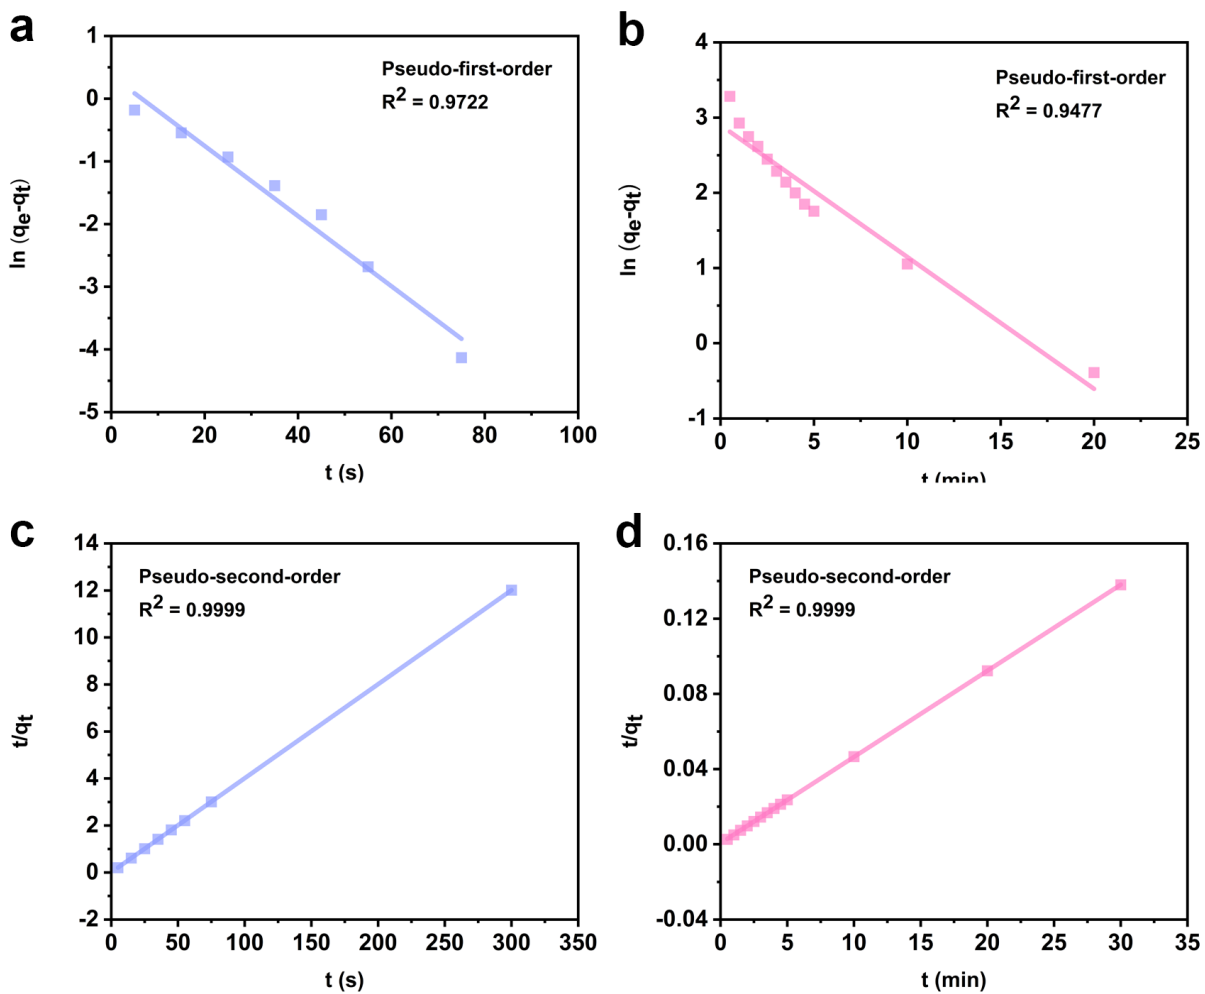 a
1
0
-1
-2
-3
-4
-5
ln (qe-qt)
Pseudo-first-order
R2 = 0.9722
0 20 40 60 80 100
t (s)
b
4
3
2
1
0
-1
ln (qe-qt)
Pseudo-first-order
R2 = 0.9477
0 5 10 15 20 25
t (min)
c
14
12
10
8
6
4
2
0
-2
t/qt
Pseudo-second-order
R2 = 0.9999
0 50 100 150 200 250 300 350
t (s)
d
0.16
0.12
0.08
0.04
0.00
-0.04
t/qt
Pseudo-second-order
R2 = 0.9999
0 5 10 15 20 25 30 35
t (min)